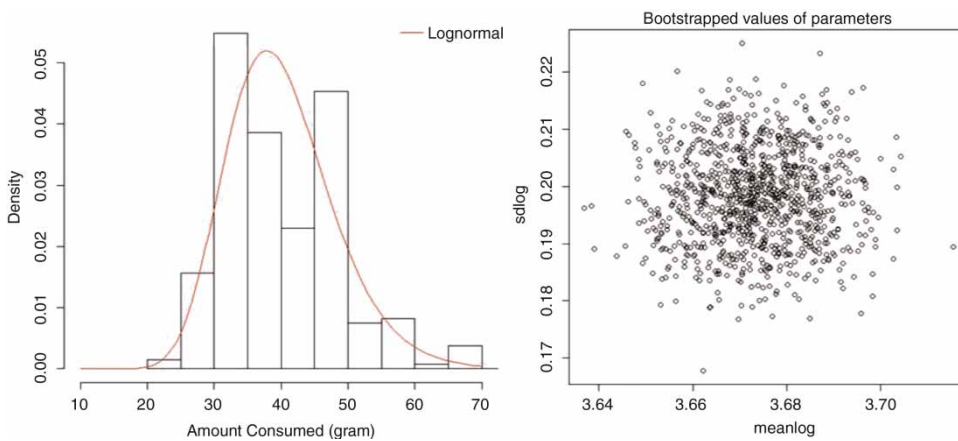 Lognormal
Density
0.00
0.01
0.02
0.03
0.04
0.05
10 20 30 40 50 60 70
Amount Consumed (gram)
Bootstrapped values of parameters
sdlog
0.17
0.18
0.19
0.20
0.21
0.22
3.64 3.66 3.68 3.70
meanlog